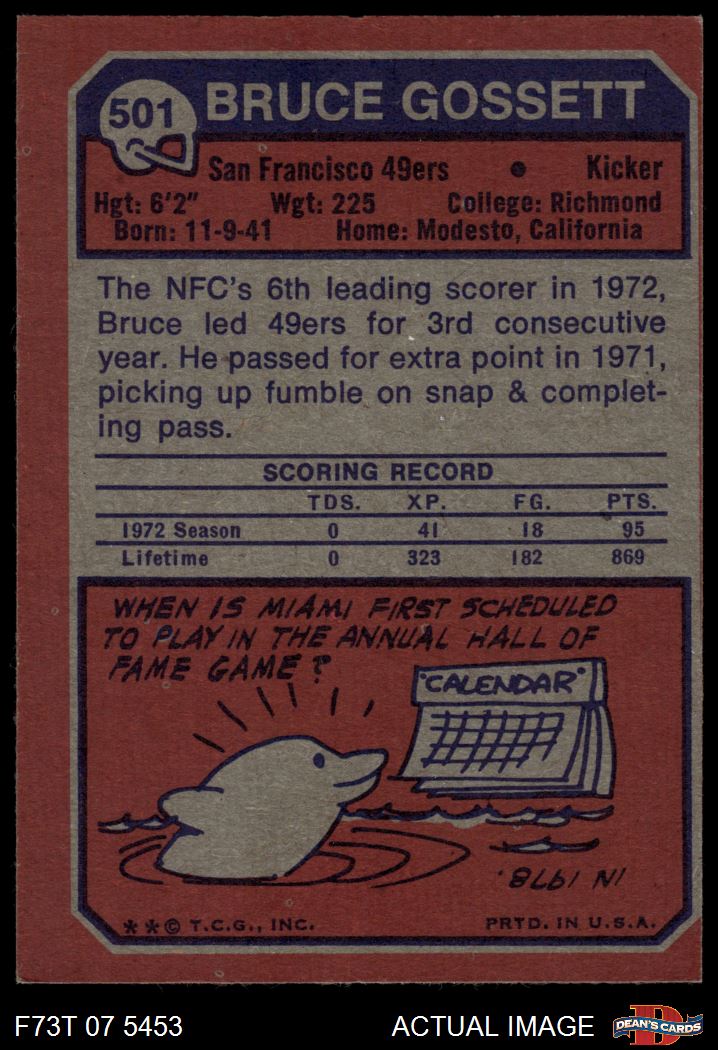 501
BRUCE GOSSETT
San Francisco 49ers • Kicker
Hgt: 6'2" Wgt: 225 College: Richmond
Born: 11-9-41 Home: Modesto, California
The NFC's 6th leading scorer in 1972,
Bruce led 49ers for 3rd consecutive
year. He passed for extra point in 1971,
picking up fumble on snap & complet-
ing pass.
SCORING RECORD
TDS. XP. FG. PTS.
1972 Season 0 41 18 95
Lifetime 0 323 182 869
WHEN IS MIAMI FIRST SCHEDULED
TO PLAY IN THE ANNUAL HALL OF
FAME GAME?
"CALENDAR"
IN 1978.
**© T.C.G., INC. PRTD. IN U.S.A.
F73T 07 5453 ACTUAL IMAGE
D
DEAN'S CARDS